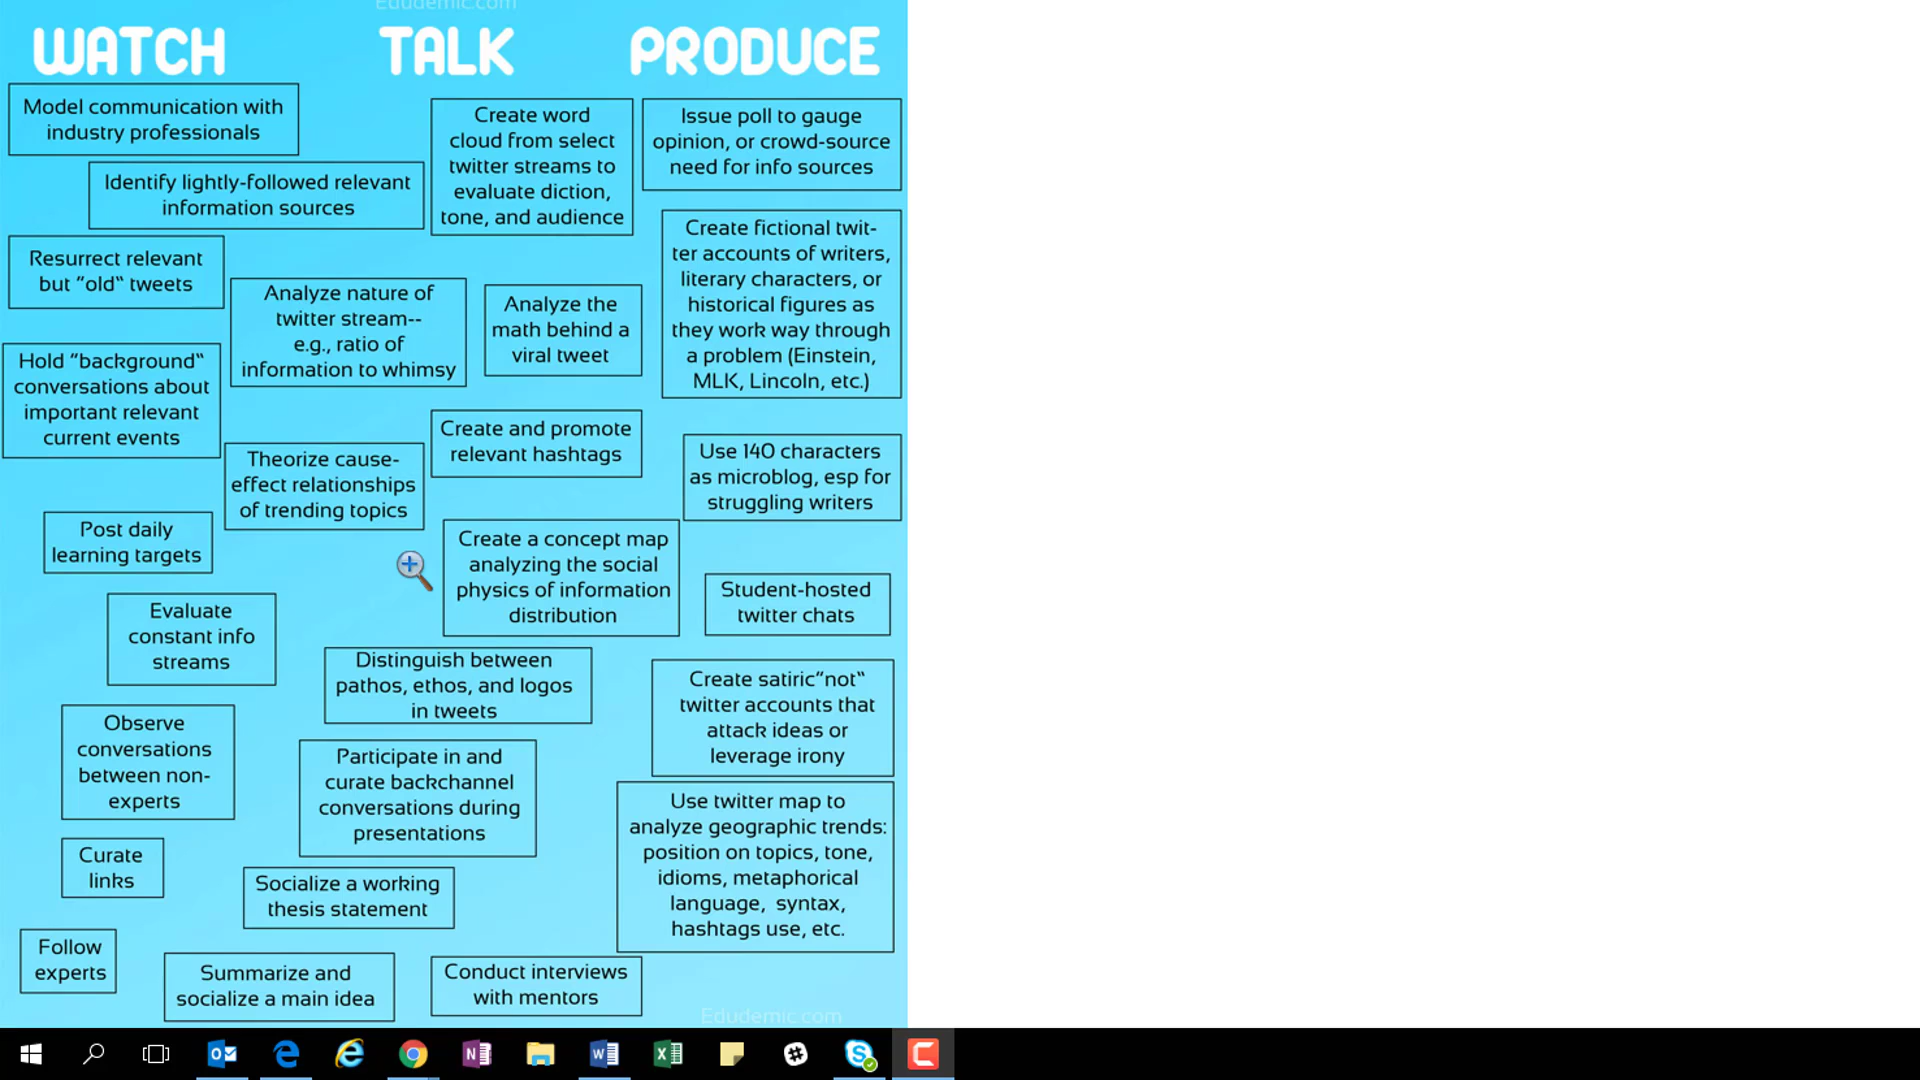 Edudemic.com
WATCH
TALK
PRODUCE
Model communication with
industry professionals
Identify lightly-followed relevant
information sources
Resurrect relevant
but "old" tweets
Hold "background"
conversations about
important relevant
current events
Analyze nature of
twitter stream--
e.g., ratio of
information to whimsy
Theorize cause-
effect relationships
of trending topics
Post daily
learning targets
Evaluate
constant info
streams
Observe
conversations
between non-
experts
Curate
links
Follow
experts
Create word
cloud from select
twitter streams to
evaluate diction,
tone, and audience
Analyze the
math behind a
viral tweet
Create and promote
relevant hashtags
Create a concept map
analyzing the social
physics of information
distribution
Distinguish between
pathos, ethos, and logos
in tweets
Participate in and
curate backchannel
conversations during
presentations
Socialize a working
thesis statement
Summarize and
socialize a main idea
Conduct interviews
with mentors
Issue poll to gauge
opinion, or crowd-source
need for info sources
Create fictional twit-
ter accounts of writers,
literary characters, or
historical figures as
they work way through
a problem (Einstein,
MLK, Lincoln, etc.)
Use 140 characters
as microblog, esp for
struggling writers
Student-hosted
twitter chats
Create satiric"not"
twitter accounts that
attack ideas or
leverage irony
Use twitter map to
analyze geographic trends:
position on topics, tone,
idioms, metaphorical
language, syntax,
hashtags use, etc.
Edudemic.com